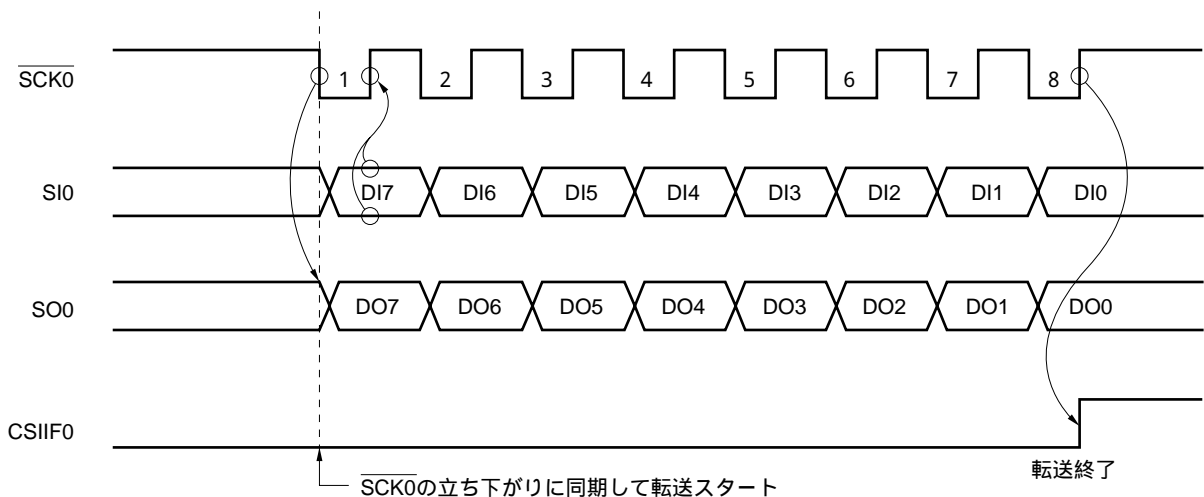 SCK0 1 2 3 4 5 6 7 8
SI0 DI7 DI6 DI5 DI4 DI3 DI2 DI1 DI0
SO0 DO7 DO6 DO5 DO4 DO3 DO2 DO1 DO0
CSIIF0
転送終了
SCK0の立ち下がりに同期して転送スタート